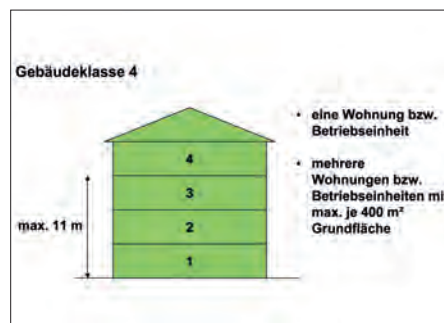 Gebäudeklasse 4
• eine Wohnung bzw.
Betriebseinheit
• mehrere
Wohnungen bzw.
Betriebseinheiten mi
max. je 400 m²
Grundfläche
4
3
2
1
max. 11 m